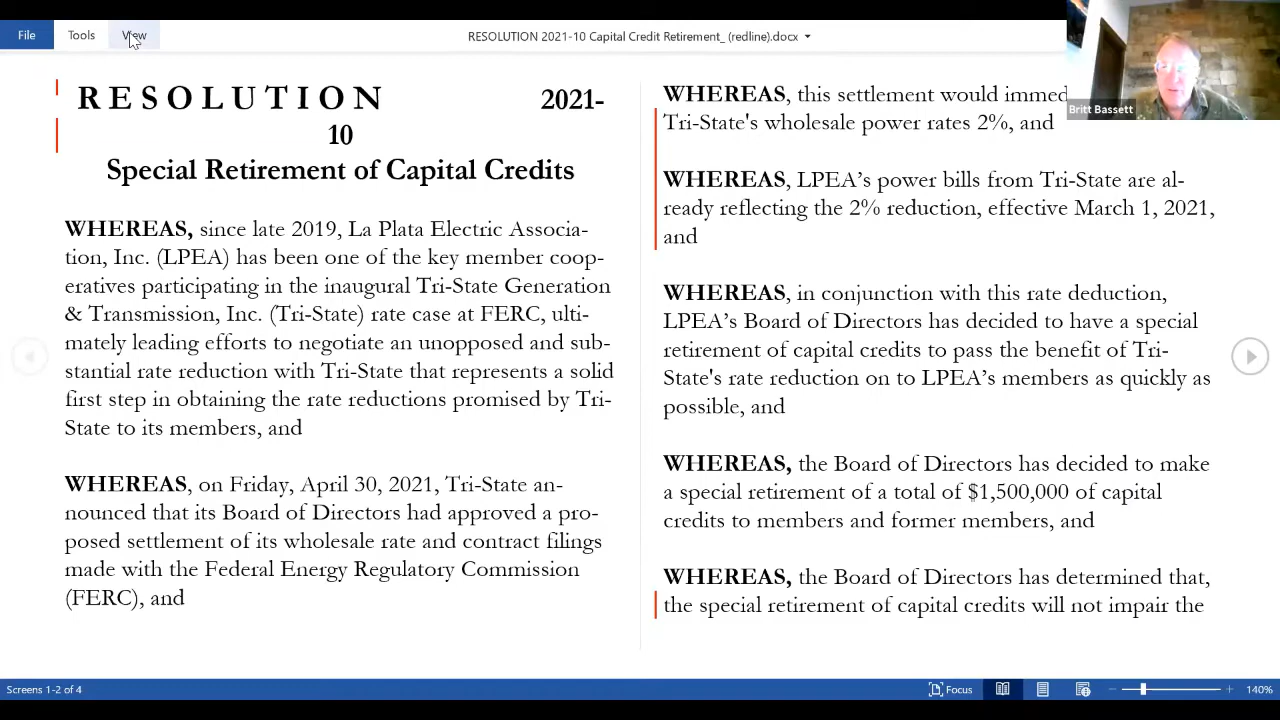 File
Tools
View
RESOLUTION 2021-10 Capital Credit Retirement_ (redline).docx
Britt Bassett
RESOLUTION 2021-
10
Special Retirement of Capital Credits
WHEREAS, since late 2019, La Plata Electric Associa-
tion, Inc. (LPEA) has been one of the key member coop-
eratives participating in the inaugural Tri-State Generation
& Transmission, Inc. (Tri-State) rate case at FERC, ulti-
mately leading efforts to negotiate an unopposed and sub-
stantial rate reduction with Tri-State that represents a solid
first step in obtaining the rate reductions promised by Tri-
State to its members, and
WHEREAS, on Friday, April 30, 2021, Tri-State an-
nounced that its Board of Directors had approved a pro-
posed settlement of its wholesale rate and contract filings
made with the Federal Energy Regulatory Commission
(FERC), and
WHEREAS, this settlement would immed
Tri-State's wholesale power rates 2%, and
WHEREAS, LPEA’s power bills from Tri-State are al-
ready reflecting the 2% reduction, effective March 1, 2021,
and
WHEREAS, in conjunction with this rate deduction,
LPEA’s Board of Directors has decided to have a special
retirement of capital credits to pass the benefit of Tri-
State's rate reduction on to LPEA’s members as quickly as
possible, and
WHEREAS, the Board of Directors has decided to make
a special retirement of a total of $1,500,000 of capital
credits to members and former members, and
WHEREAS, the Board of Directors has determined that,
the special retirement of capital credits will not impair the
Screens 1-2 of 4
Focus
140%